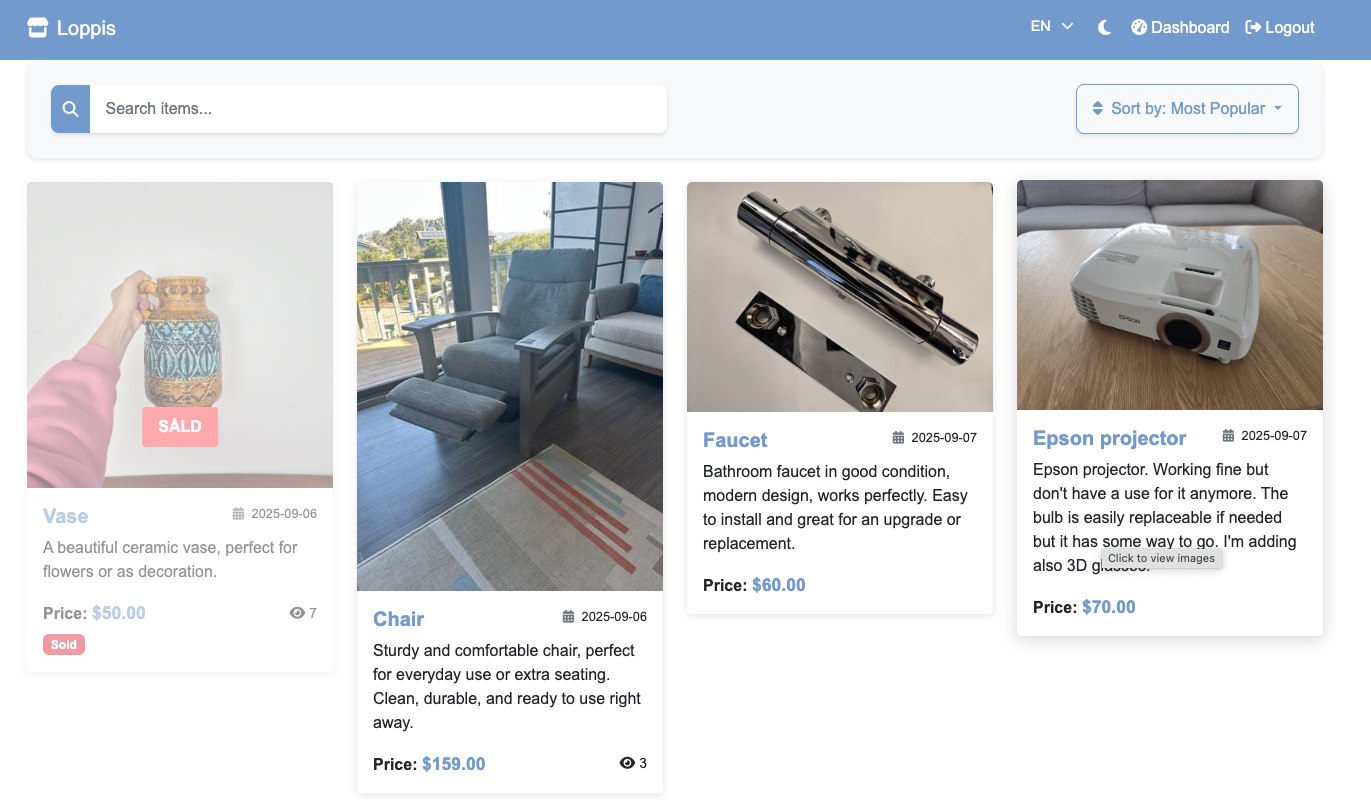 Loppis
EN
Dashboard
Logout
Search items...
Sort by: Most Popular
SÅLD
Vase
2025-09-06
A beautiful ceramic vase, perfect for
flowers or as decoration.
Price: $50.00
7
Sold
Chair
2025-09-06
Sturdy and comfortable chair, perfect
for everyday use or extra seating.
Clean, durable, and ready to use right
away.
Price: $159.00
3
Faucet
2025-09-07
Bathroom faucet in good condition,
modern design, works perfectly. Easy
to install and great for an upgrade or
replacement.
Price: $60.00
EPSON
Epson projector
2025-09-07
Epson projector. Working fine but
don't have a use for it anymore. The
bulb is easily replaceable if needed
but it has some way to go. I'm adding
also 3D
Click to view images
Price: $70.00